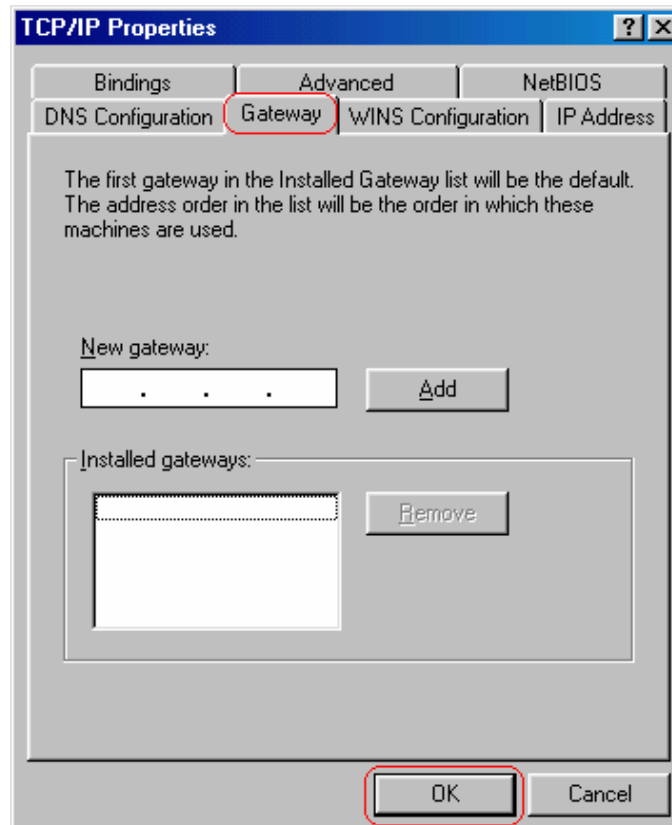 TCP/IP Properties
Bindings Advanced NetBIOS
DNS Configuration Gateway WINS Configuration IP Address
The first gateway in the Installed Gateway list will be the default.
The address order in the list will be the order in which these
machines are used.
New gateway:
. . .
Add
Installed gateways:
Remove
OK Cancel